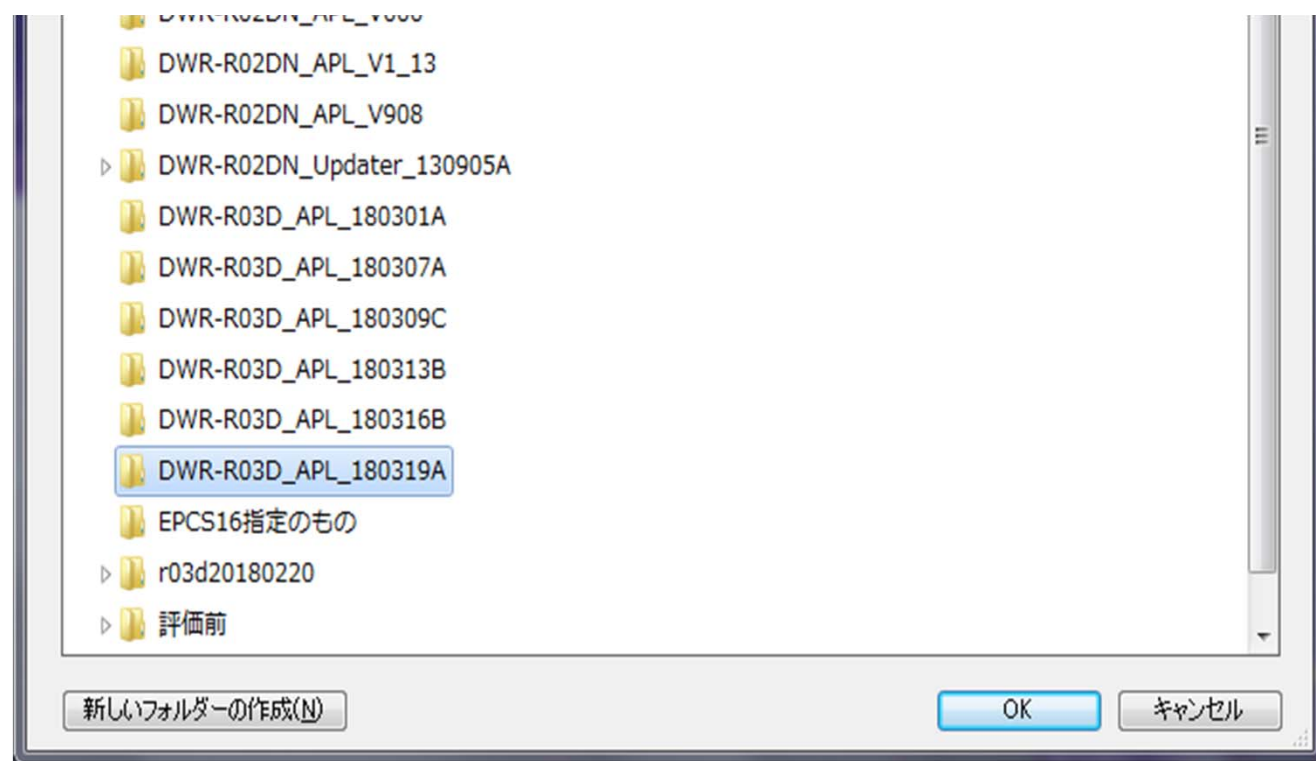 DWR-R02DN_APL_V1_13
DWR-R02DN_APL_V908
DWR-R02DN_Updater_130905A
DWR-R03D_APL_180301A
DWR-R03D_APL_180307A
DWR-R03D_APL_180309C
DWR-R03D_APL_180313B
DWR-R03D_APL_180316B
DWR-R03D_APL_180319A
EPCS16指定のもの
r03d20180220
評価前
新しいフォルダーの作成(N)
OK
キャンセル